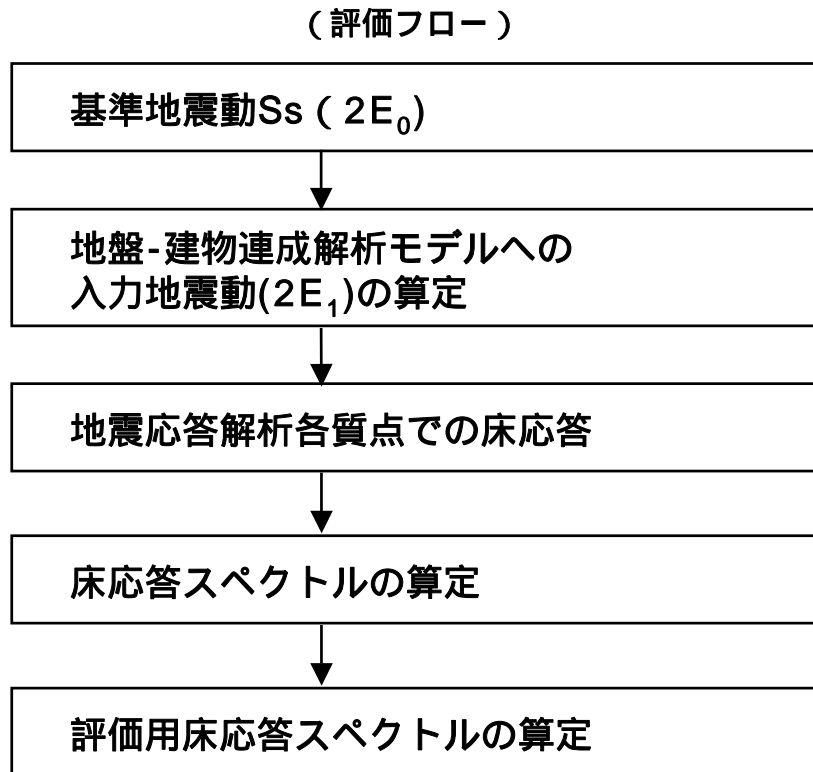 （評価フロー）
基準地震動Ss（2E₀)
地盤-建物連成解析モデルへの
入力地震動(2E₁)の算定
地震応答解析各質点での床応答
床応答スペクトルの算定
評価用床応答スペクトルの算定